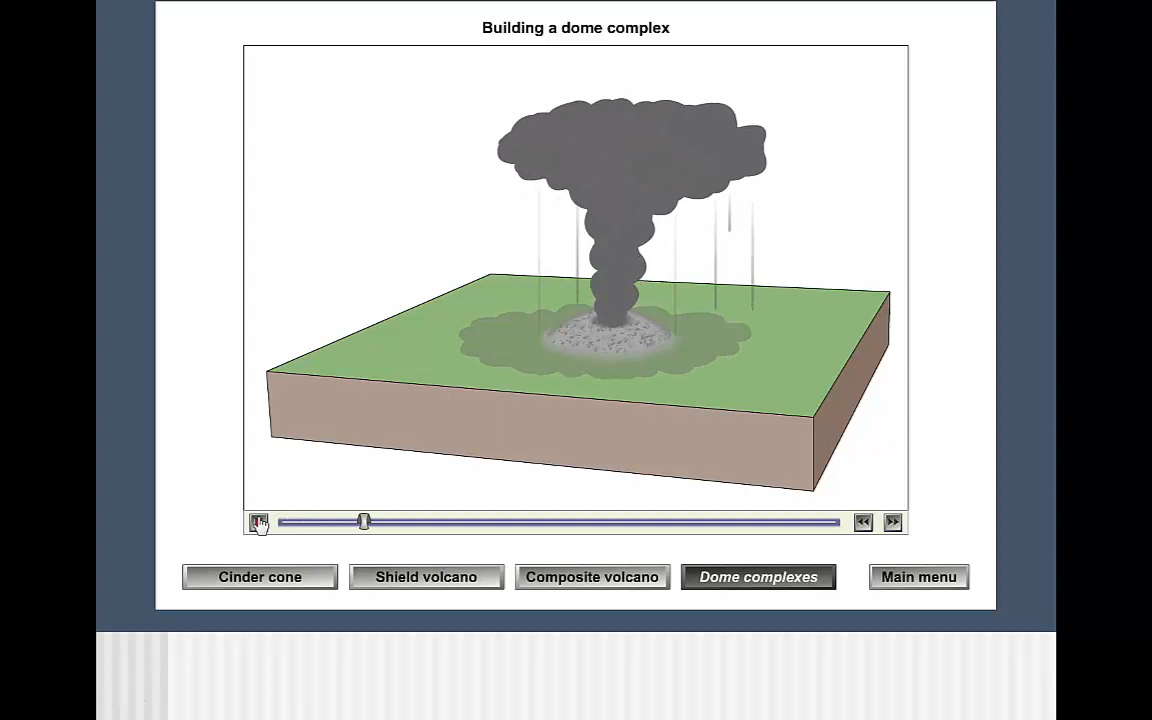 Building a dome complex
Cinder cone
Shield volcano
Composite volcano
Dome complexes
Main menu